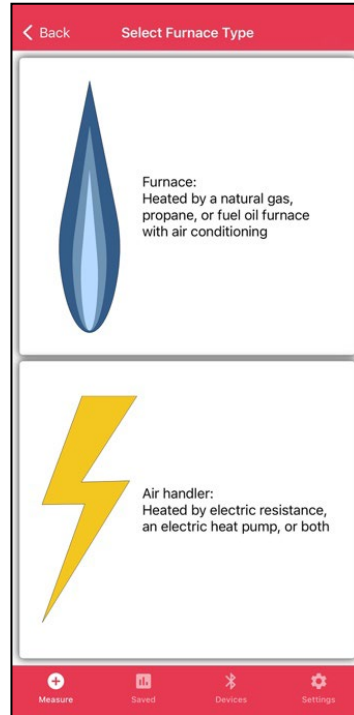 Back
Select Furnace Type
Furnace:
Heated by a natural gas,
propane, or fuel oil furnace
with air conditioning
Air handler:
Heated by electric resistance,
an electric heat pump, or both
Measure
Saved
Devices
Settings